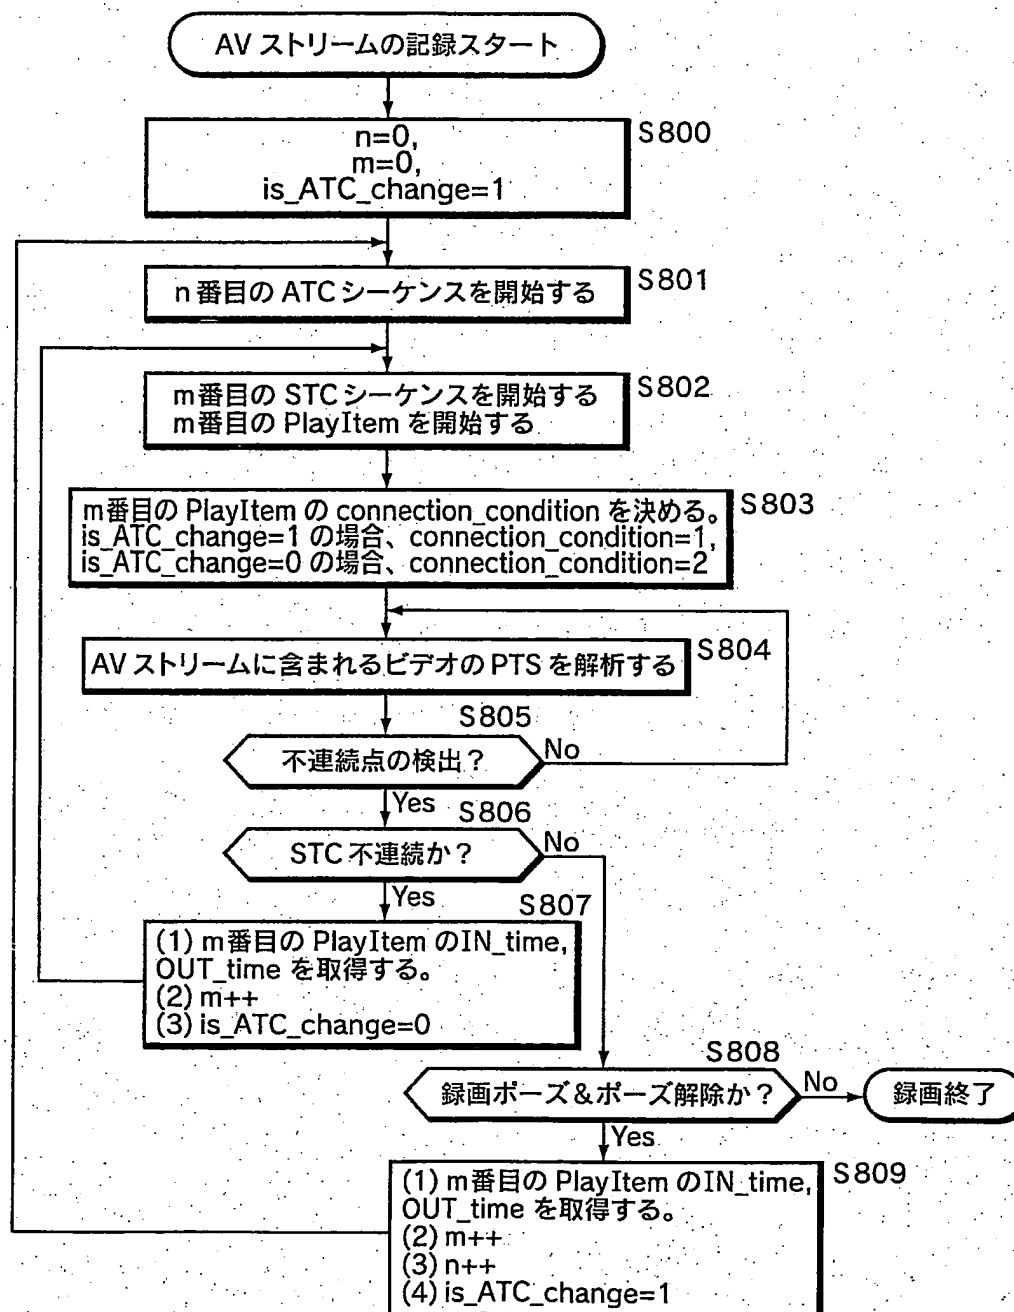 AV ストリームの記録スタート
n=0,
m=0,
is_ATC_change=1
S800
n番目の ATC シーケンスを開始する
S801
m番目の STC シーケンスを開始する
m番目の PlayItem を開始する
S802
m番目の PlayItem の connection_condition を決める。
is_ATC_change=1 の場合、connection_condition=1,
is_ATC_change=0 の場合、connection_condition=2
S803
AV ストリームに含まれるビデオの PTS を解析する
S804
S805
不連続点の検出？
No
Yes
S806
STC 不連続か？
No
Yes
S807
(1) m番目の PlayItem のIN_time,
OUT_time を取得する。
(2) m++
(3) is_ATC_change=0
S808
録画ポーズ＆ポーズ解除か？
No
録画終了
Yes
S809
(1) m番目の PlayItem のIN_time,
OUT_time を取得する。
(2) m++
(3) n++
(4) is_ATC_change=1